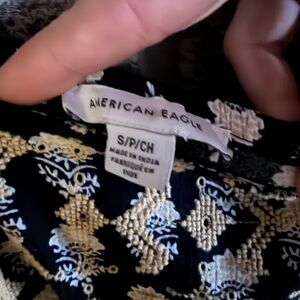 AMERICAN EAGLE
S/P/CH
MADE IN INDIA
FABRIQUÉ EN
INDE